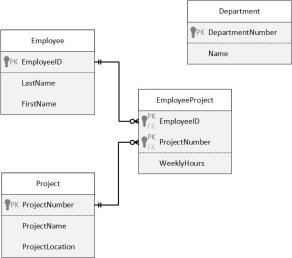 Department
PK DepartmentNumber
Name
Employee
PK EmployeeID
LastName
FirstName
EmployeeProject
PK
FK EmployeeID
PK
FK ProjectNumber
WeeklyHours
Project
PK ProjectNumber
ProjectName
ProjectLocation